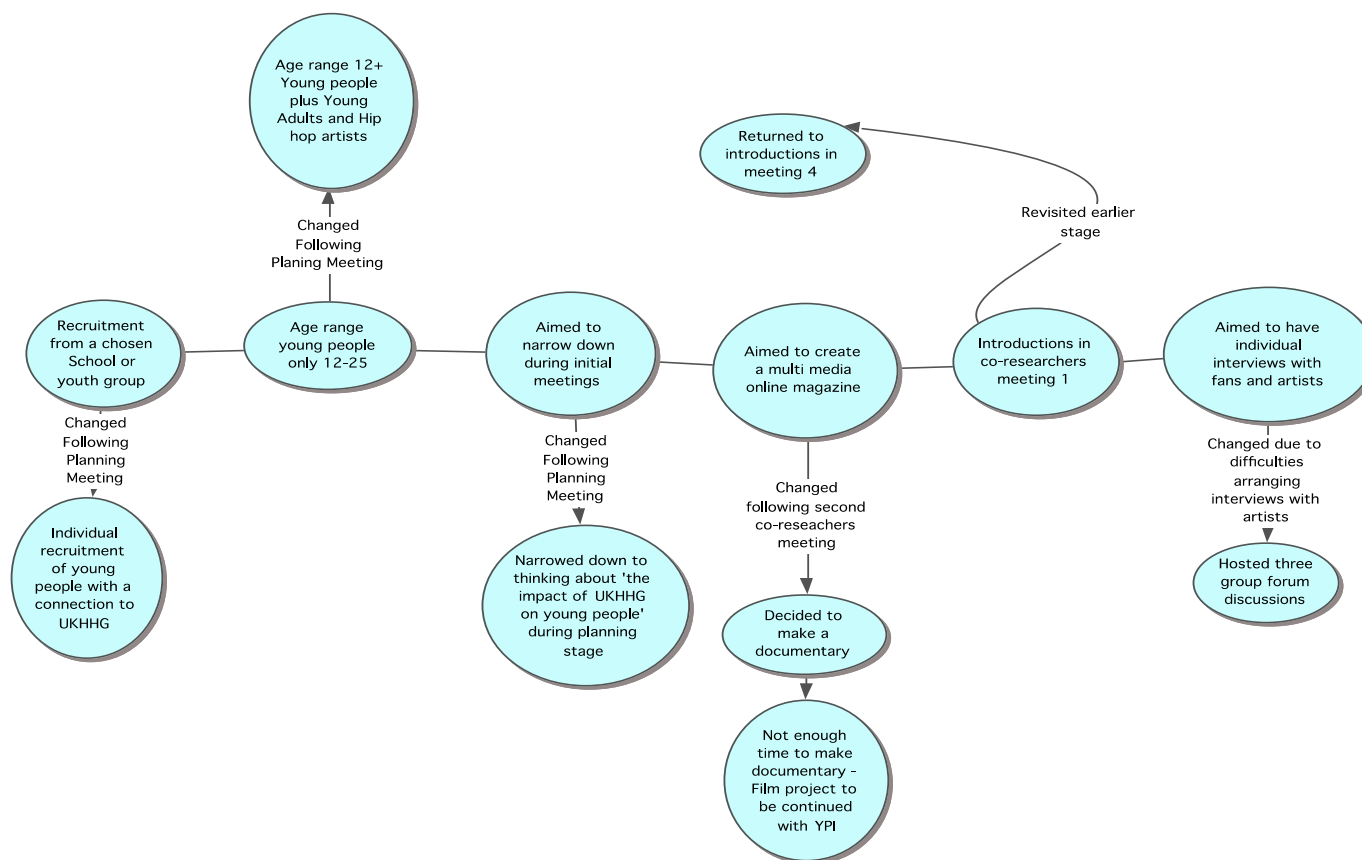 Age range 12+
Young people
plus Young
Adults and Hip
hop artists
Returned to
introductions in
meeting 4
Changed
Following
Planing Meeting
Revisited earlier
stage
Recruitment
from a chosen
School or
youth group
Age range
young people
only 12-25
Aimed to
narrow down
during initial
meetings
Aimed to create
a multi media
online magazine
Introductions in
co-researchers
meeting 1
Aimed to have
individual
interviews with
fans and artists
Changed
Following
Planning
Meeting
Changed
Following
Planning
Meeting
Changed
following second
co-reseachers
meeting
Changed due to
difficulties
arranging
interviews with
artists
Individual
recruitment
of young
people with a
connection to
UKHHG
Narrowed down to
thinking about 'the
impact of UKHHG
on young people'
during planning
stage
Decided to
make a
documentary
Hosted three
group forum
discussions
Not enough
time to make
documentary -
Film project to
be continued
with YPI